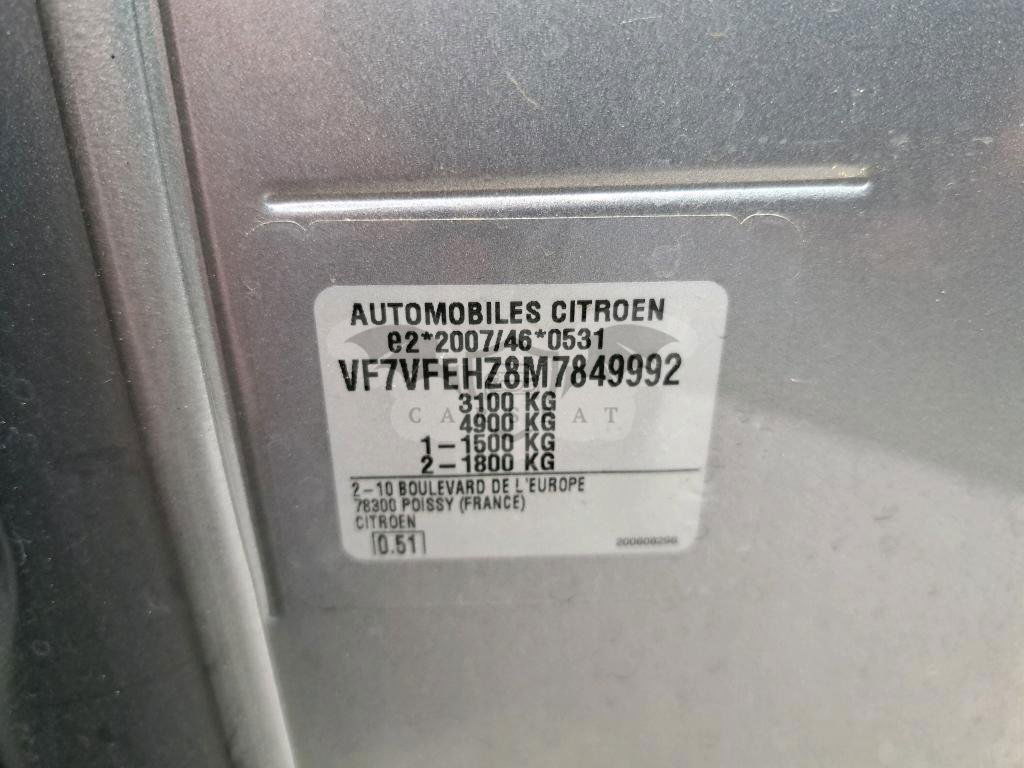 AUTOMOBILES CITROEN
e2*2007/46*0531
VF7VFEHZ8M7849992
3100 KG
4900 KG
1-1500 KG
2-1800 KG
2-10 BOULEVARD DE L'EUROPE
78300 POISSY (FRANCE)
CITROEN
0.51